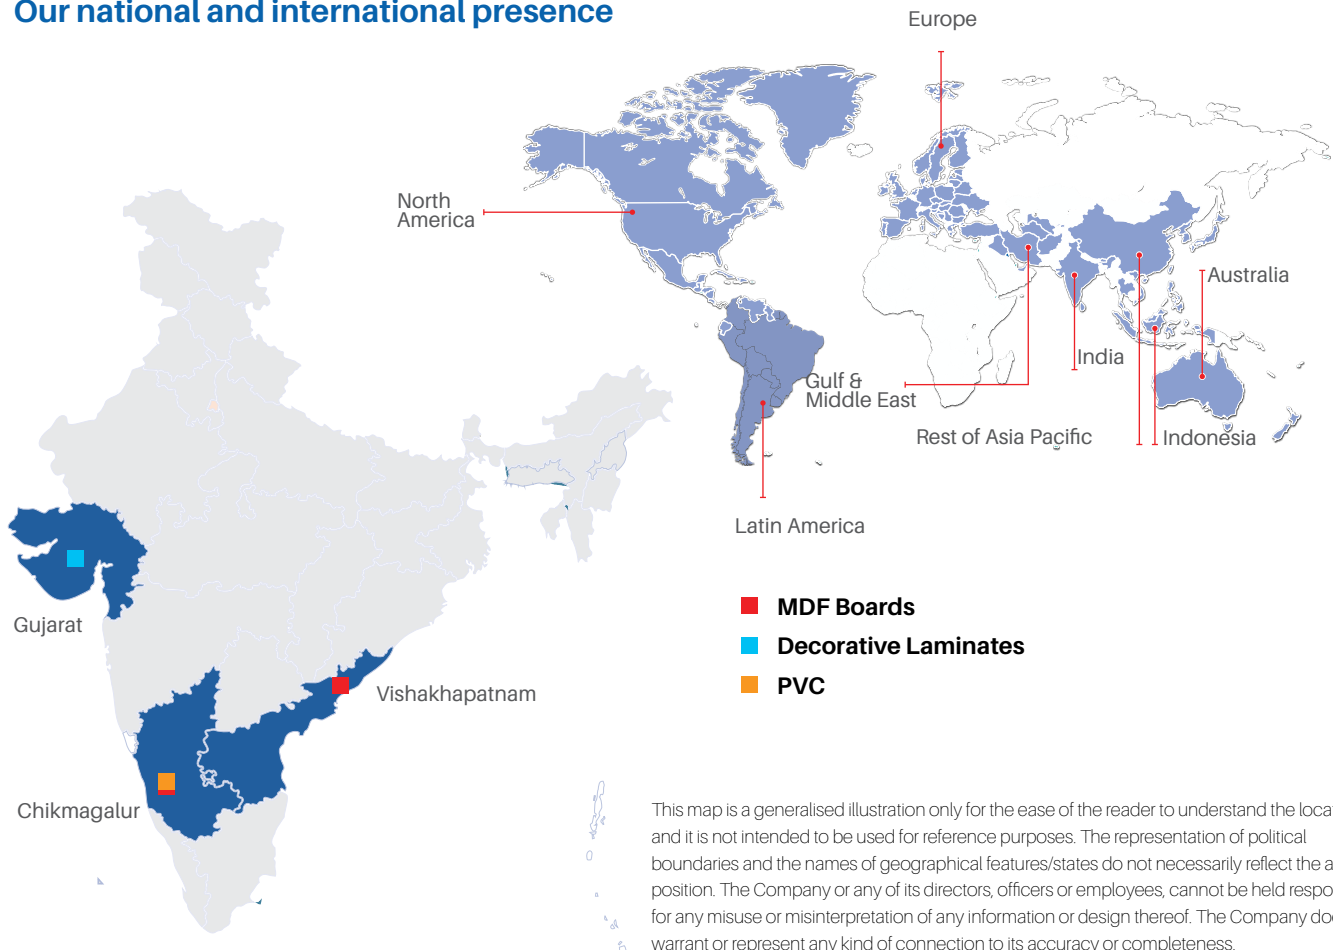 Our national and international presence
Europe
North
America
Australia
India
Gulf &
Middle East
Rest of Asia Pacific
Indonesia
Latin America
Gujarat
Vishakhapatnam
Chikmagalur
MDF Boards
Decorative Laminates
PVC
This map is a generalised illustration only for the ease of the reader to understand the loca
and it is not intended to be used for reference purposes. The representation of political
boundaries and the names of geographical features/states do not necessarily reflect the a
position. The Company or any of its directors, officers or employees, cannot be held respo
for any misuse or misinterpretation of any information or design thereof. The Company do
warrant or represent any kind of connection to its accuracy or completeness.